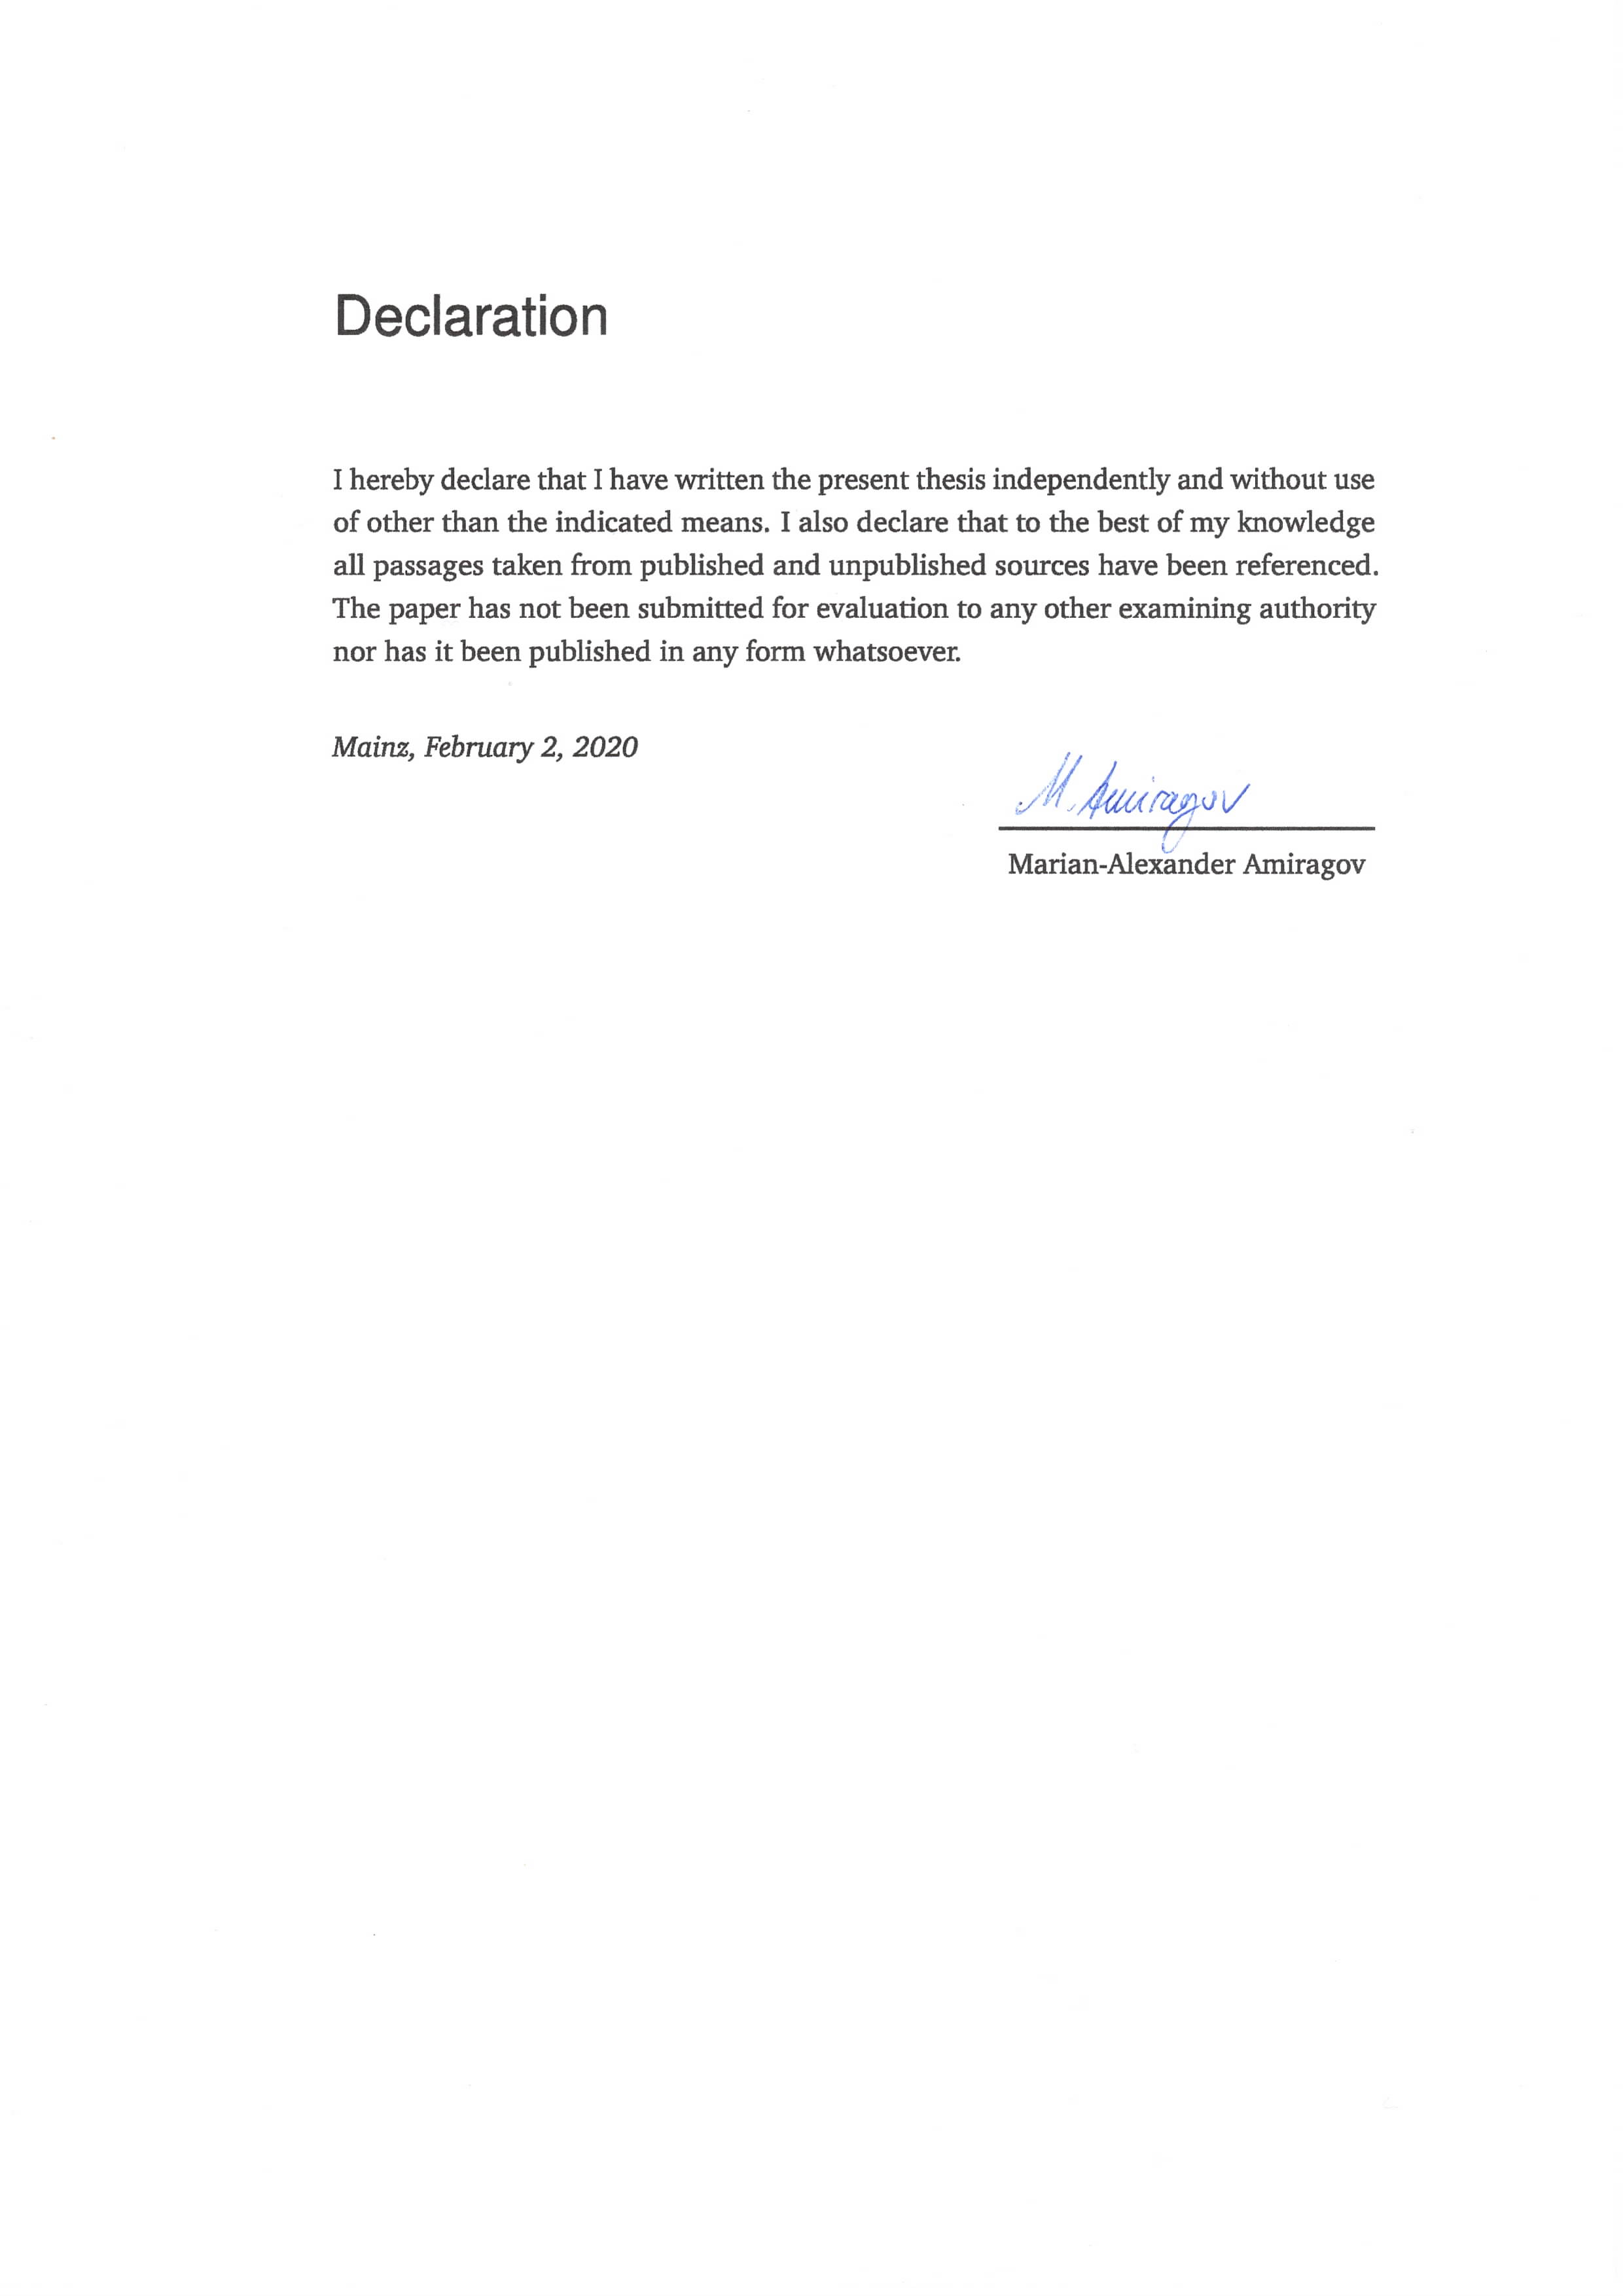 Declaration
I hereby declare that I have written the present thesis independently and without use
of other than the indicated means. I also declare that to the best of my knowledge
all passages taken from published and unpublished sources have been referenced.
The paper has not been submitted for evaluation to any other examining authority
nor has it been published in any form whatsoever.
Mainz, February 2, 2020
M. Amiragov
Marian-Alexander Amiragov